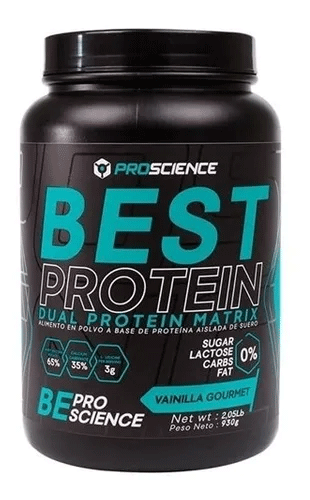 PROSCIENCE
BEST
PROTEIN
DUAL PROTEIN MATRIX
ALIMENTO EN POLVO A BASE DE PROTEÍNA AISLADA DE SUERO
65%
35%
3g
SUGAR
LACTOSE
CARBS
FAT
0%
BE PRO
SCIENCE
VAINILLA GOURMET
Net wt : 2,05Lb
Peso Neto : 930g